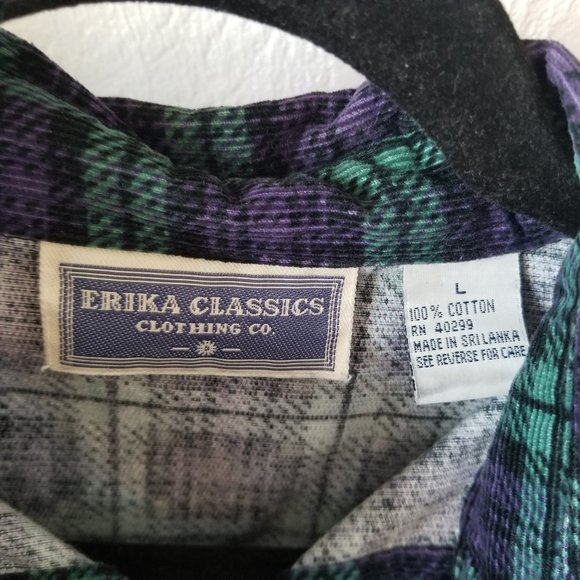 ERIKA CLASSICS
CLOTHING CO.
L
100% COTTON
RN 40299
MADE IN SRI LANKA
SEE REVERSE FOR CARE